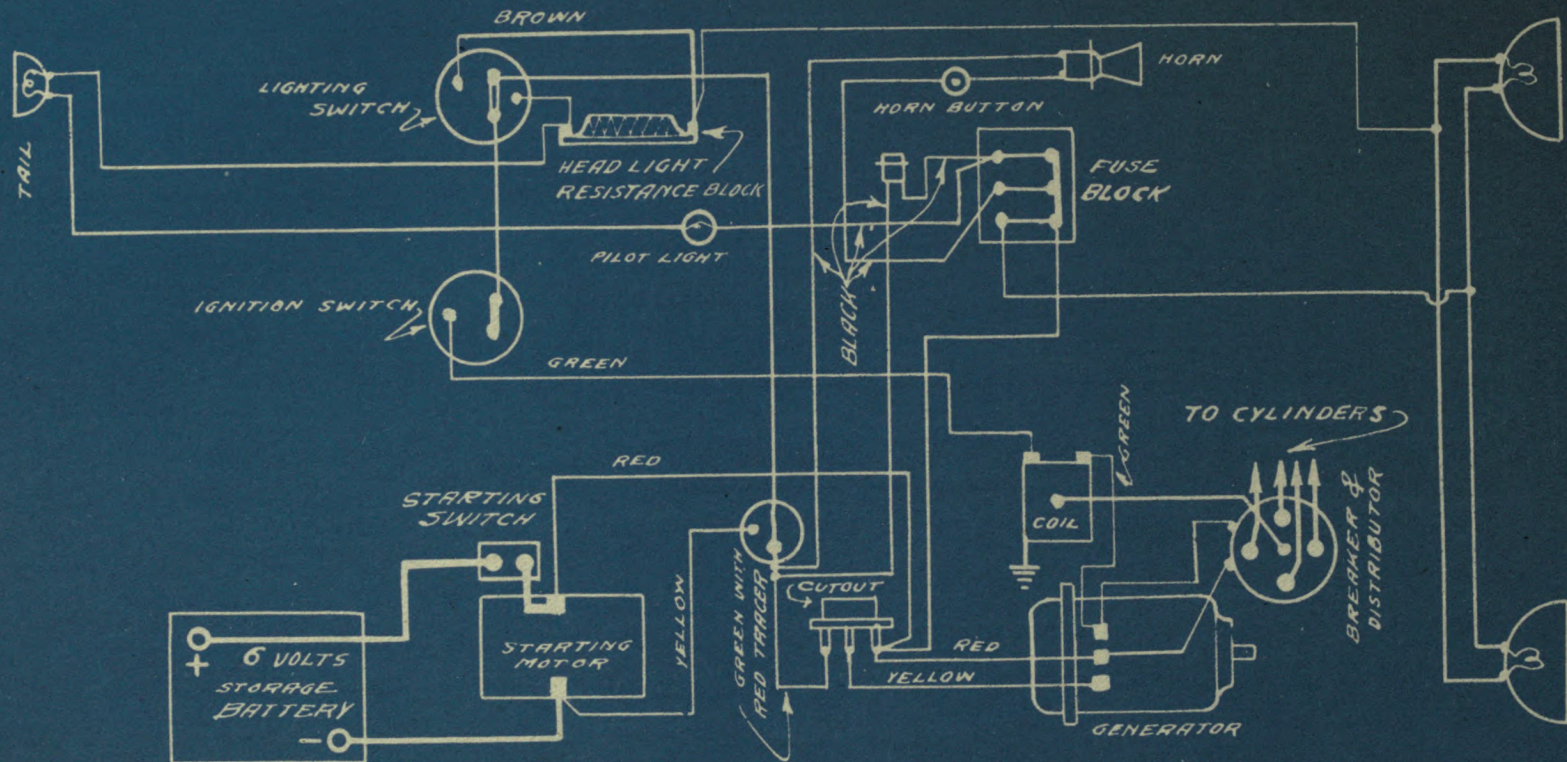 BROWN
TAIL
LIGHTING
SWITCH
HEAD LIGHT
RESISTANCE BLOCK
HORN
HORN BUTTON
FUSE
BLOCK
PILOT LIGHT
IGNITION SWITCH
BLACK
GREEN
GREEN
TO CYLINDERS
RED
STARTING
SWITCH
COIL
BREAKER &
DISTRIBUTOR
YELLOW
GREEN WITH
RED TRACER
CUTOUT
STARTING
MOTOR
+ 6 VOLTS
STORAGE
BATTERY
-
RED
YELLOW
GENERATOR